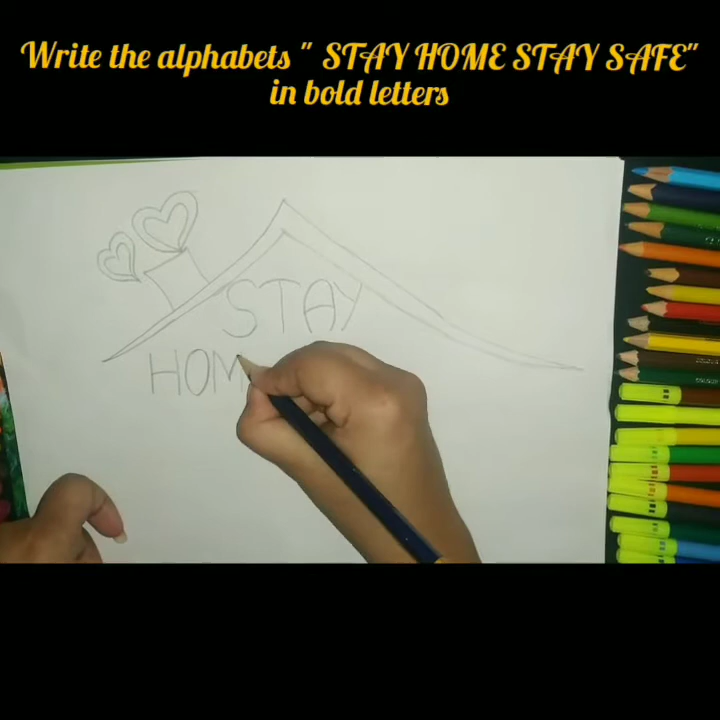 Write the alphabets " STAY HOME STAY SAFE"
in bold letters
STAY
HOM